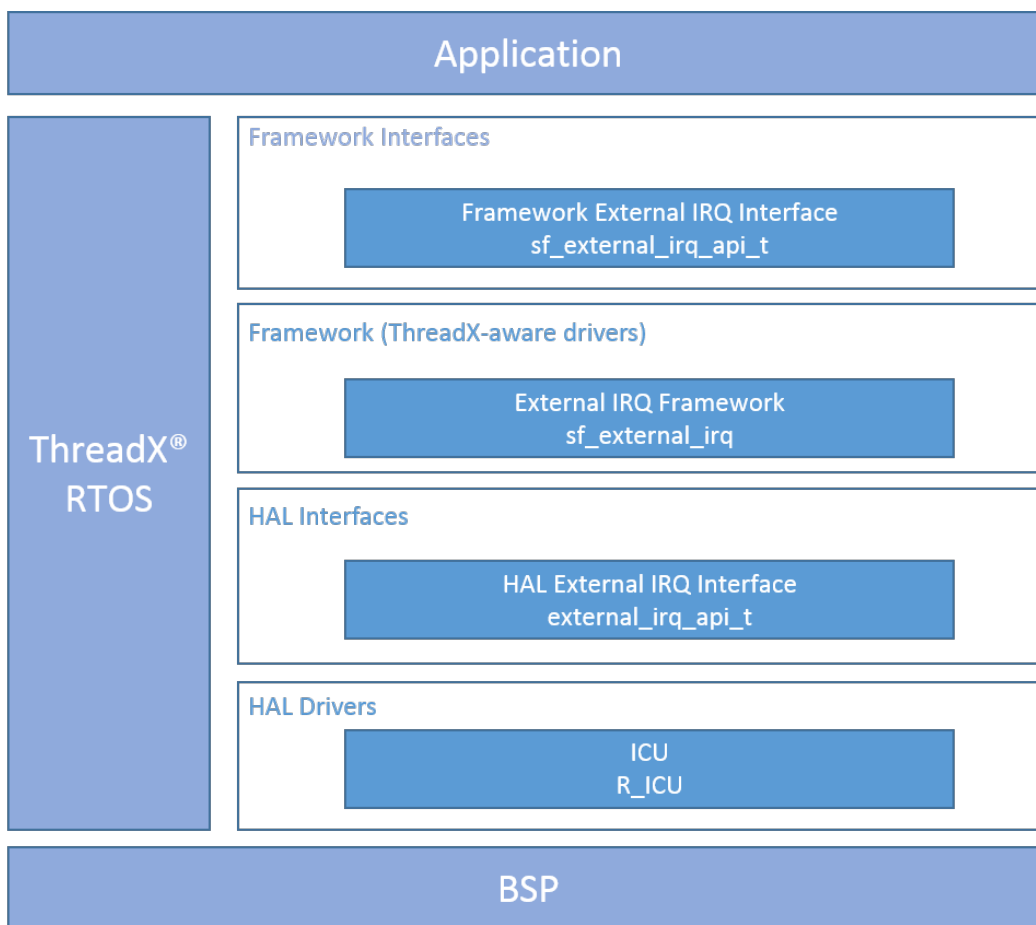 Application
ThreadX®
RTOS
Framework Interfaces
Framework External IRQ Interface
sf_external_irq_api_t
Framework (ThreadX-aware drivers)
External IRQ Framework
sf_external_irq
HAL Interfaces
HAL External IRQ Interface
external_irq_api_t
HAL Drivers
ICU
R_ICU
BSP